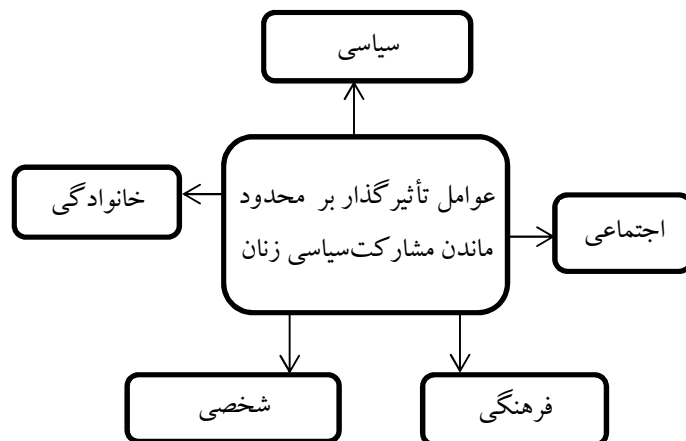 سیاسی
عوامل تأثیرگذار بر محدود
ماندن مشارکت‌سیاسی زنان
خانوادگی
اجتماعی
شخصی
فرهنگی